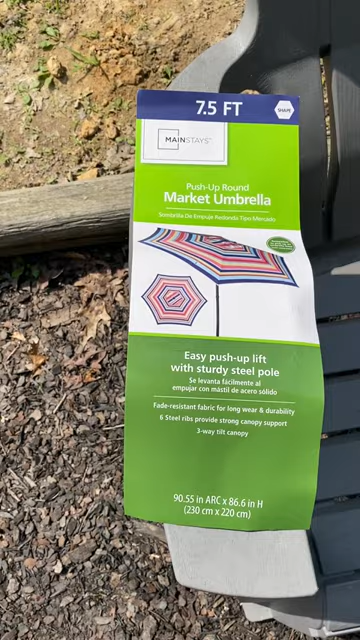 7.5 FT
SHAPE
MAINSTAYS™
Push-Up Round
Market Umbrella
Sombrilla De Empuje Redonda Tipo Mercado
Easy push-up lift
with sturdy steel pole
Se levanta fácilmente al
empujar con mástil de acero sólido
Fade-resistant fabric for long wear & durability
6 Steel ribs provide strong canopy support
3-way tilt canopy
90.55 in ARC x 86.6 in H
(230 cm x 220 cm)